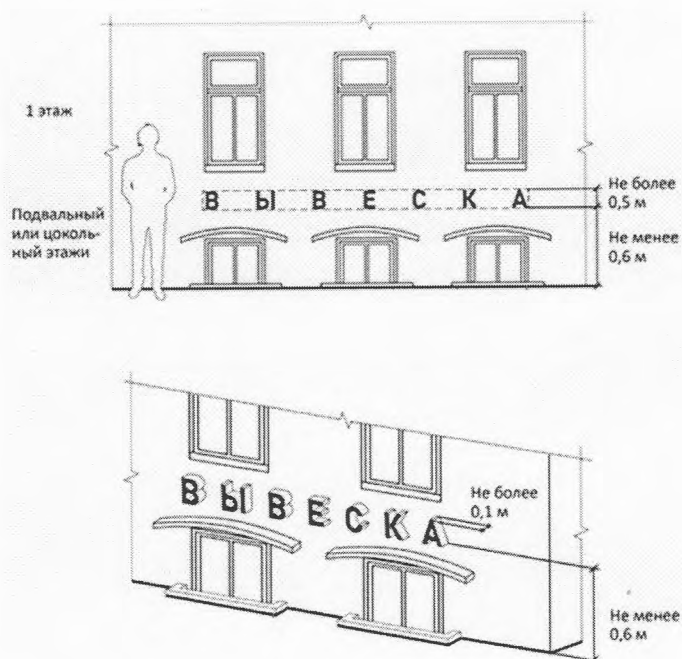 1 этаж
В Ы В Е С К А
Не более
0,5 м
Подвальный
или цоколь-
ный этажи
Не менее
0,6 м
ВЫВЕСКА
Не более
0,1 м
Не менее
0,6 м